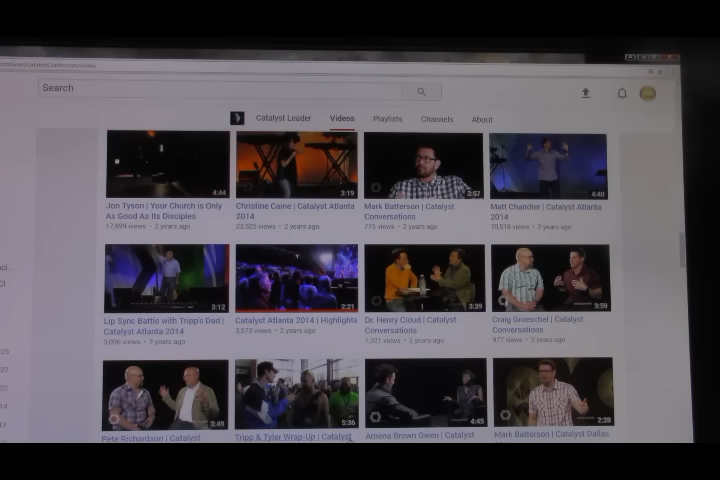 Search
Catalyst Leader Videos Playlists Channels About
4:44 3:19 2:57 4:40
Jon Tyson | Your Church is Only
As Good As Its Disciples
17,899 views • 2 years ago
Christine Caine | Catalyst Atlanta
2014
23,525 views • 2 years ago
Mark Batterson | Catalyst
Conversations
773 views • 2 years ago
Matt Chandler | Catalyst Atlanta
2014
70,518 views • 2 years ago
3:12 2:21 3:39 3:59
Lip Sync Battle with Tripp's Dad |
Catalyst Atlanta 2014
3,006 views • 2 years ago
Catalyst Atlanta 2014 | Highlights
3,573 views • 2 years ago
Dr. Henry Cloud | Catalyst
Conversations
1,321 views • 2 years ago
Craig Groeschel | Catalyst
Conversations
977 views • 2 years ago
3:49 5:36 4:45 2:28
Pete Richardson | Catalyst
Tripp & Tyler Wrap-Up | Catalyst
Amena Brown Owen | Catalyst
Mark Batterson | Catalyst Dallas